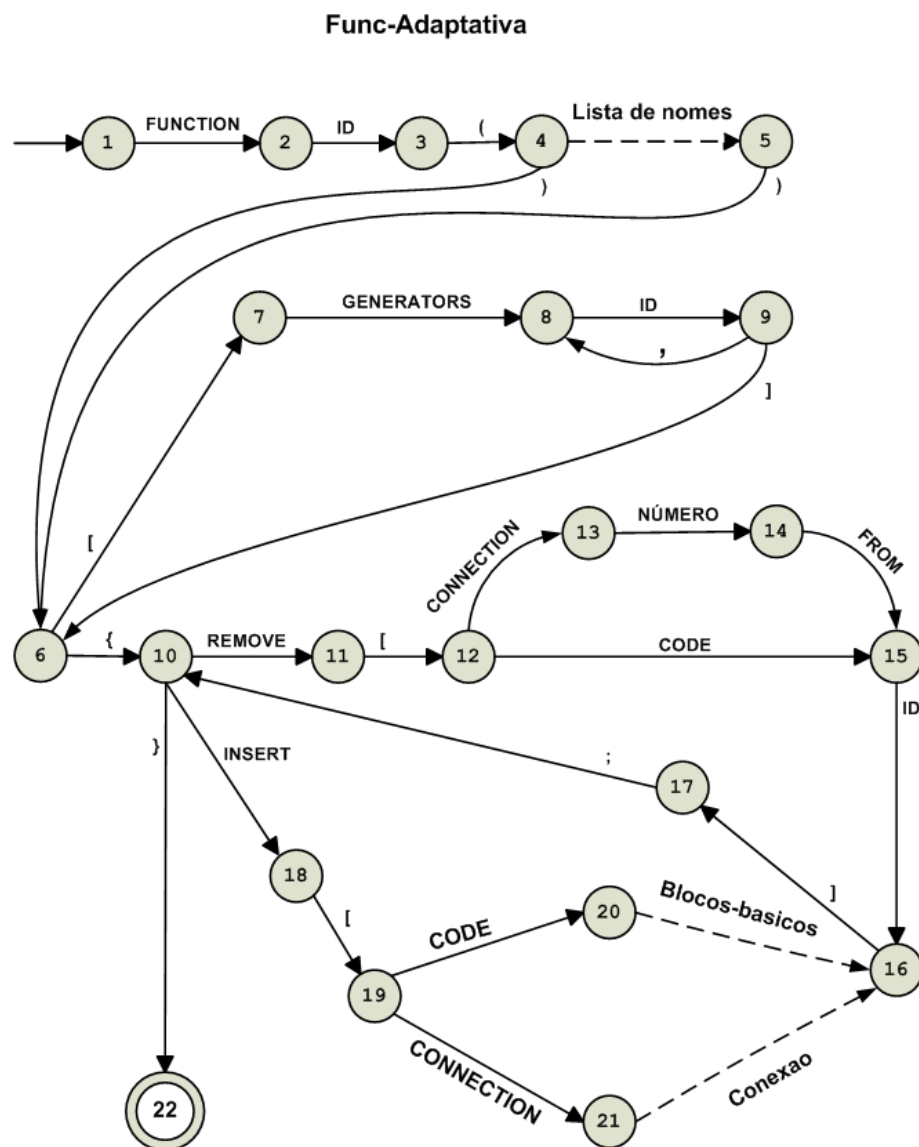 Func-Adaptativa
Lista de nomes
1 FUNCTION 2 ID 3 ( 4 5
) )
7 GENERATORS 8 ID 9
,
]
[
CONNECTION 13 NÚMERO 14 FROM
6 { 10 REMOVE 11 [ 12 CODE 15
ID
} INSERT ; 17
18 ]
[ CODE 20 Blocos-basicos
19 16
CONNECTION Conexao
22 21